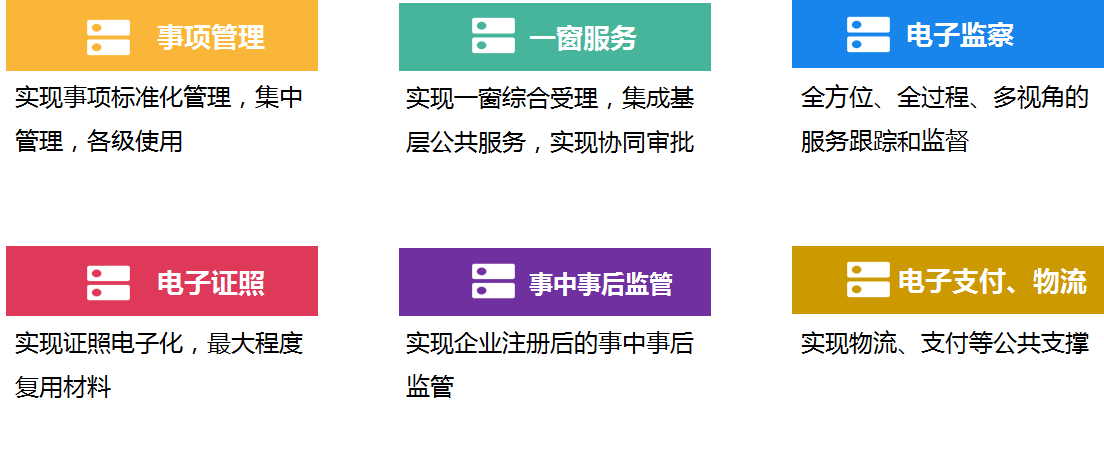 事项管理
实现事项标准化管理，集中
管理，各级使用
一窗服务
实现一窗综合受理，集成基
层公共服务，实现协同审批
电子监察
全方位、全过程、多视角的
服务跟踪和监督
电子证照
实现证照电子化，最大程度
复用材料
事中事后监管
实现企业注册后的事中事后
监管
电子支付、物流
实现物流、支付等公共支撑